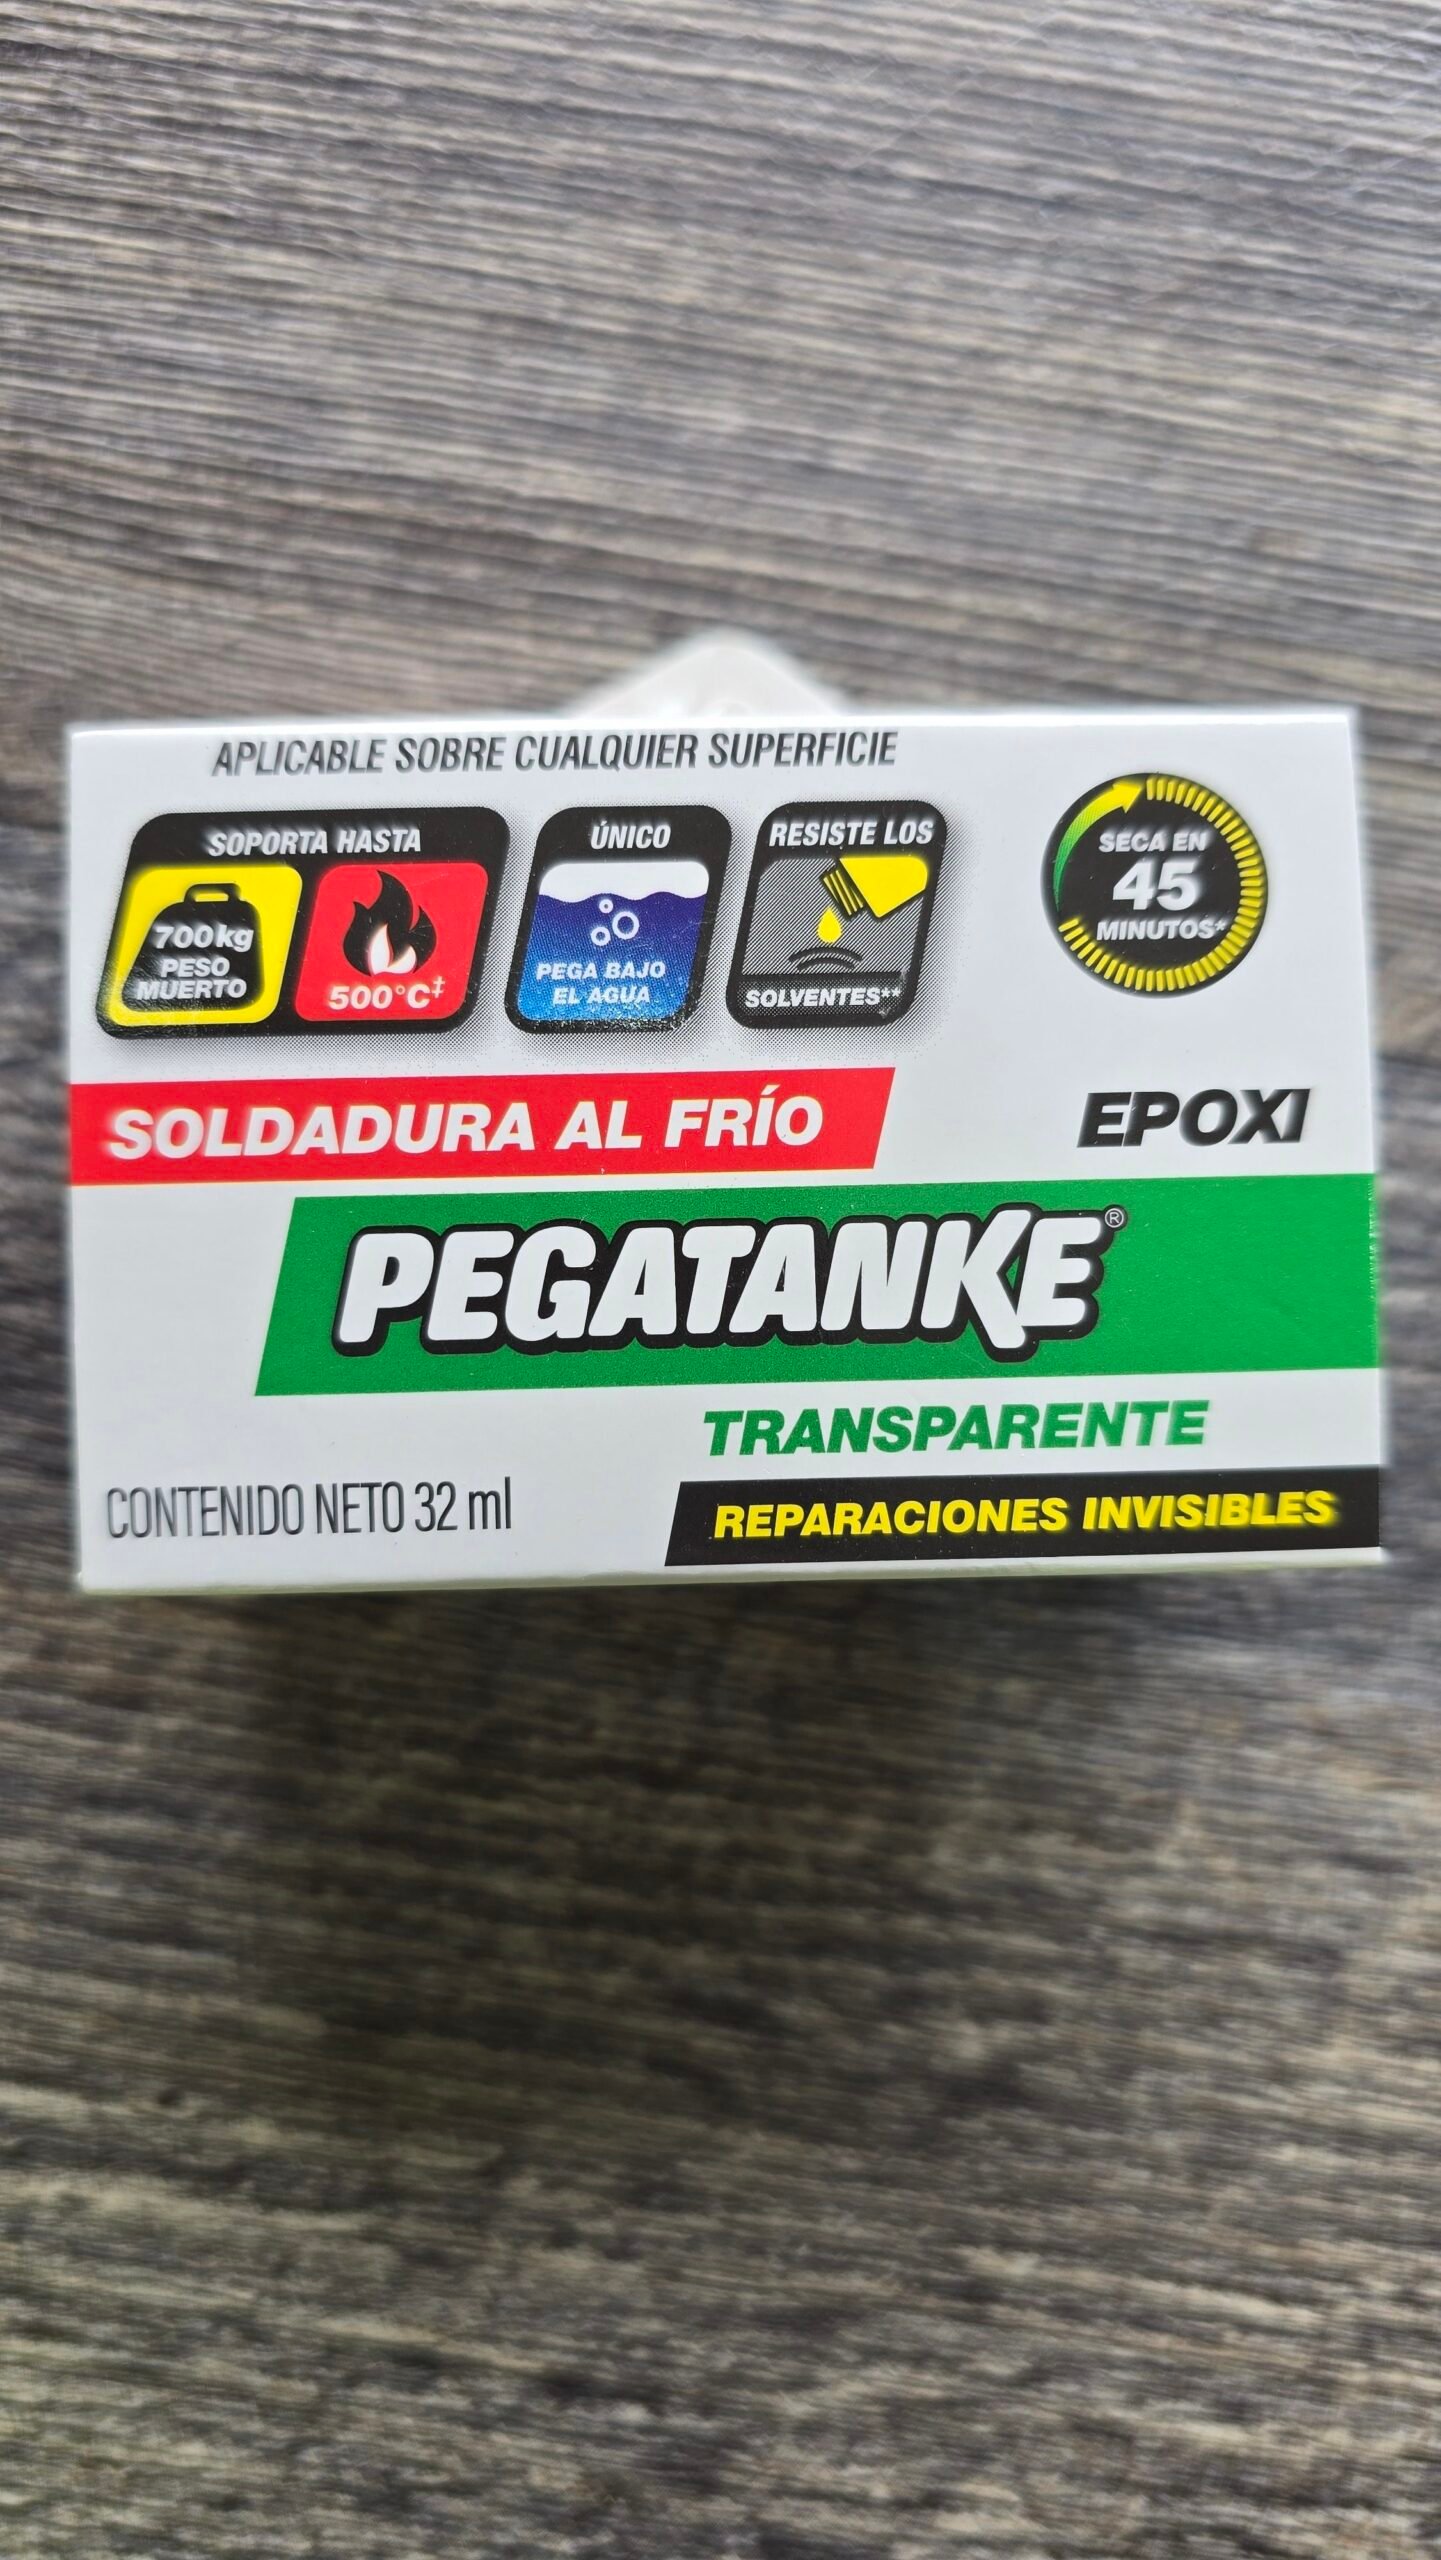 APLICABLE SOBRE CUALQUIER SUPERFICIE
SOPORTA HASTA
700kg
PESO
MUERTO
500°C‡
ÚNICO
PEGA BAJO
EL AGUA
RESISTE LOS
SOLVENTES**
SECA EN
45
MINUTOS*
SOLDADURA AL FRÍO
EPOXI
PEGATANKE®
TRANSPARENTE
CONTENIDO NETO 32 ml
REPARACIONES INVISIBLES